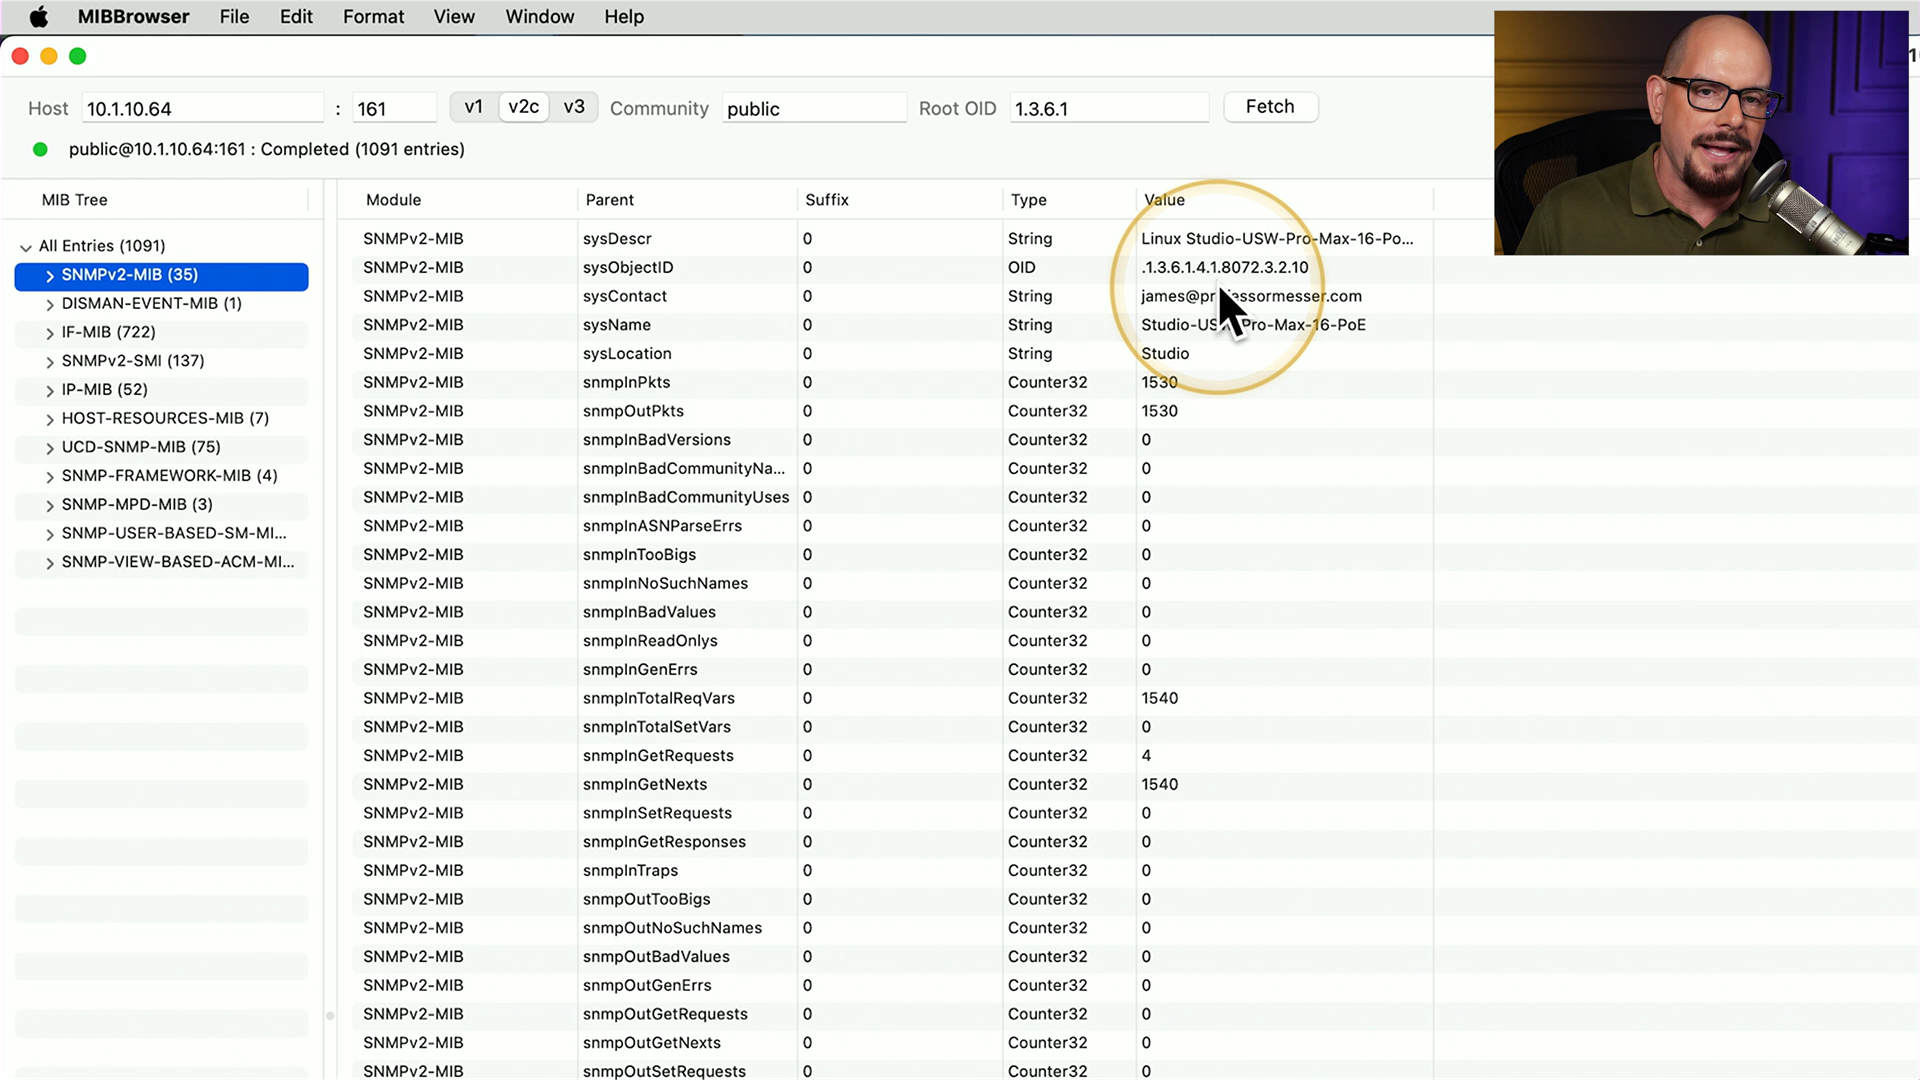 MIBBrowser File Edit Format View Window Help
Host 10.1.10.64 : 161 v1 v2c v3 Community public Root OID 1.3.6.1 Fetch
public@10.1.10.64:161 : Completed (1091 entries)
MIB Tree
All Entries (1091)
SNMPv2-MIB (35)
DISMAN-EVENT-MIB (1)
IF-MIB (722)
SNMPv2-SMI (137)
IP-MIB (52)
HOST-RESOURCES-MIB (7)
UCD-SNMP-MIB (75)
SNMP-FRAMEWORK-MIB (4)
SNMP-MPD-MIB (3)
SNMP-USER-BASED-SM-MI...
SNMP-VIEW-BASED-ACM-MI...
Module Parent Suffix Type Value
SNMPv2-MIB sysDescr 0 String Linux Studio-USW-Pro-Max-16-Po...
SNMPv2-MIB sysObjectID 0 OID .1.3.6.1.4.1.8072.3.2.10
SNMPv2-MIB sysContact 0 String james@professormesser.com
SNMPv2-MIB sysName 0 String Studio-USW-Pro-Max-16-PoE
SNMPv2-MIB sysLocation 0 String Studio
SNMPv2-MIB snmpInPkts 0 Counter32 1530
SNMPv2-MIB snmpOutPkts 0 Counter32 1530
SNMPv2-MIB snmpInBadVersions 0 Counter32 0
SNMPv2-MIB snmpInBadCommunityNa... 0 Counter32 0
SNMPv2-MIB snmpInBadCommunityUses 0 Counter32 0
SNMPv2-MIB snmpInASNParseErrs 0 Counter32 0
SNMPv2-MIB snmpInTooBigs 0 Counter32 0
SNMPv2-MIB snmpInNoSuchNames 0 Counter32 0
SNMPv2-MIB snmpInBadValues 0 Counter32 0
SNMPv2-MIB snmpInReadOnlys 0 Counter32 0
SNMPv2-MIB snmpInGenErrs 0 Counter32 0
SNMPv2-MIB snmpInTotalReqVars 0 Counter32 1540
SNMPv2-MIB snmpInTotalSetVars 0 Counter32 0
SNMPv2-MIB snmpInGetRequests 0 Counter32 4
SNMPv2-MIB snmpInGetNexts 0 Counter32 1540
SNMPv2-MIB snmpInSetRequests 0 Counter32 0
SNMPv2-MIB snmpInGetResponses 0 Counter32 0
SNMPv2-MIB snmpInTraps 0 Counter32 0
SNMPv2-MIB snmpOutTooBigs 0 Counter32 0
SNMPv2-MIB snmpOutNoSuchNames 0 Counter32 0
SNMPv2-MIB snmpOutBadValues 0 Counter32 0
SNMPv2-MIB snmpOutGenErrs 0 Counter32 0
SNMPv2-MIB snmpOutGetRequests 0 Counter32 0
SNMPv2-MIB snmpOutGetNexts 0 Counter32 0
SNMPv2-MIB snmpOutSetRequests 0 Counter32 0